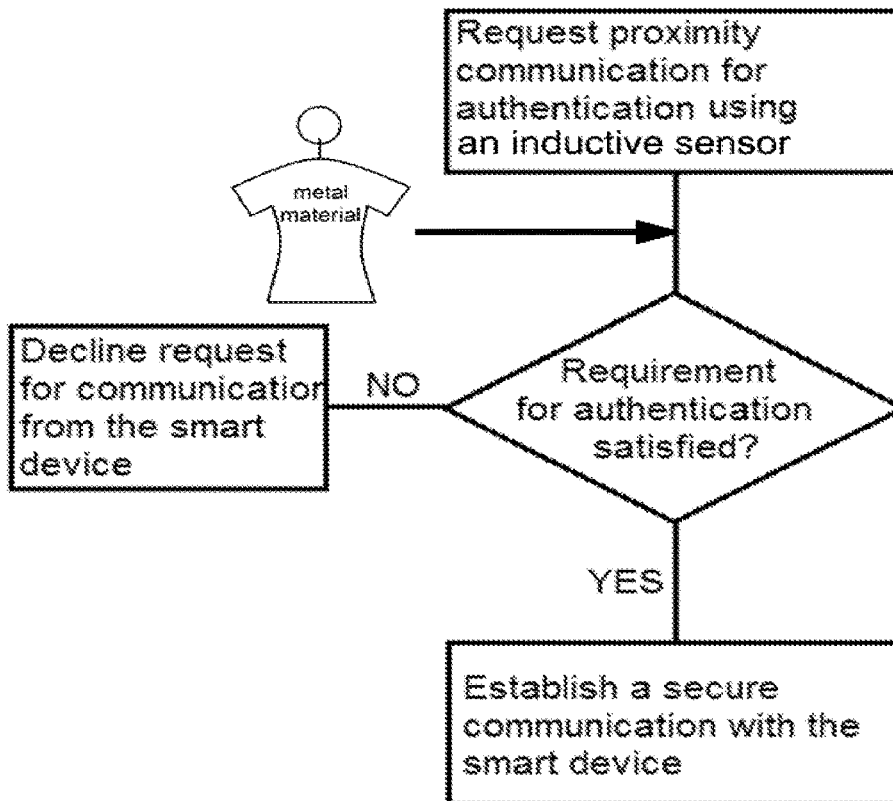 Request proximity
communication for
authentication using
an inductive sensor
metal
material
Requirement
for authentication
satisfied?
NO
Decline request
for communication
from the smart
device
YES
Establish a secure
communication with the
smart device